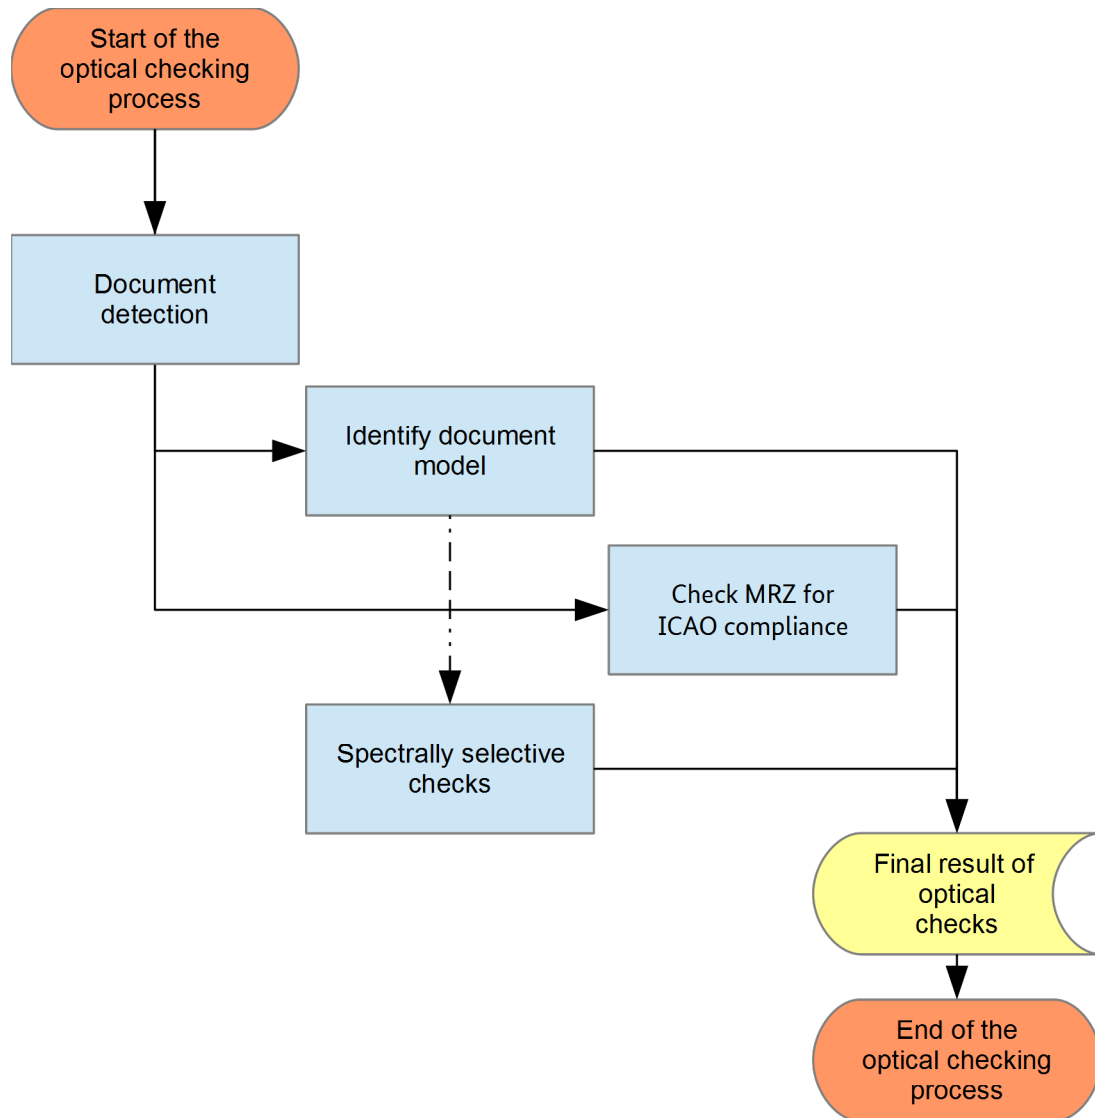 Start of the
optical checking
process
Document
detection
Identify document
model
Check MRZ for
ICAO compliance
Spectrally selective
checks
Final result of
optical
checks
End of the
optical checking
process